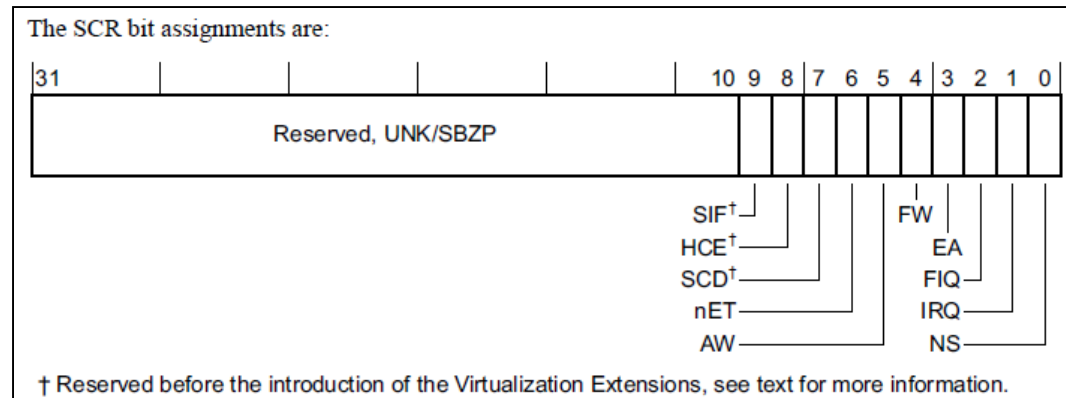 The SCR bit assignments are:
31 10 9 8 7 6 5 4 3 2 1 0
Reserved, UNK/SBZP
SIF† FW
HCE† EA
SCD† FIQ
nET IRQ
AW NS
† Reserved before the introduction of the Virtualization Extensions, see text for more information.